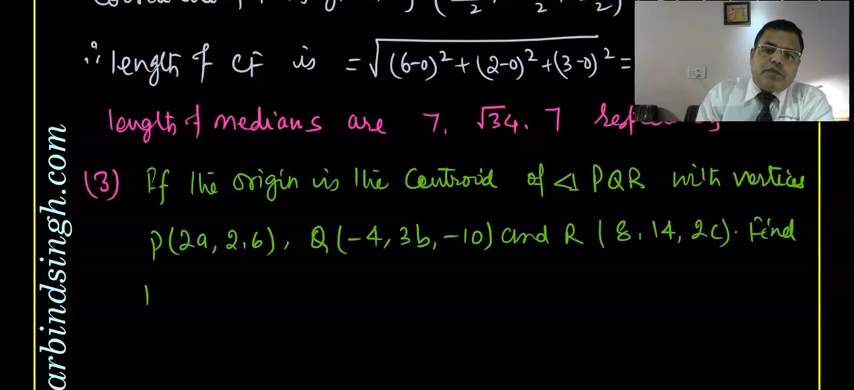 ∴ length of CF is = √(6-0)² + (2-0)² + (3-0)² =
length of medians are 7, √34, 7
(3) If the origin is the Centroid of △ PQR with vertices
P(2a, 2, 6), Q(-4, 3b, -10) and R(8, 14, 2c). Find
arbindsingh.com